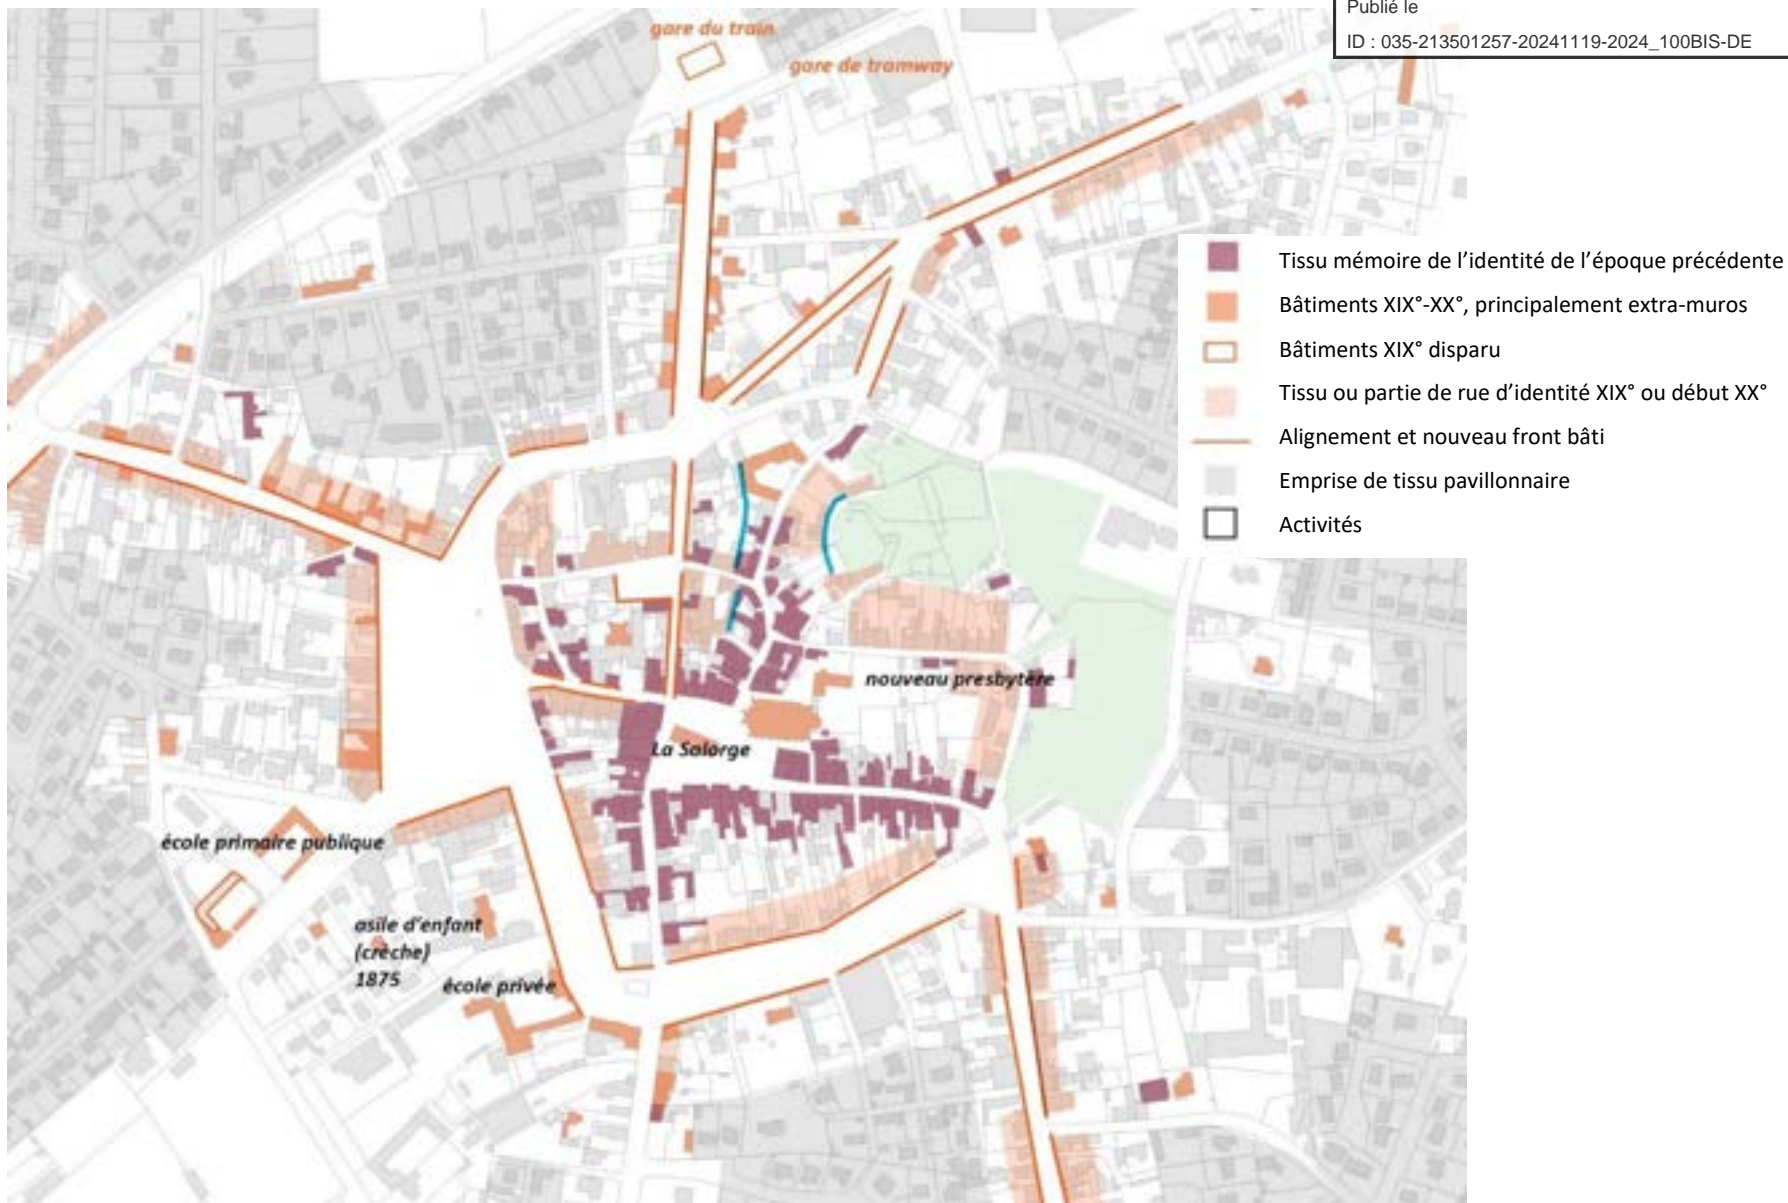 Publié le
ID : 035-213501257-20241119-2024_100BIS-DE
gare du train
gare de tramway
Tissu mémoire de l'identité de l'époque précédente
Bâtiments XIX°-XX°, principalement extra-muros
Bâtiments XIX° disparu
Tissu ou partie de rue d'identité XIX° ou début XX°
Alignement et nouveau front bâti
Emprise de tissu pavillonnaire
Activités
nouveau presbytère
La Salorge
école primaire publique
asile d'enfant
(crèche)
1875
école privée